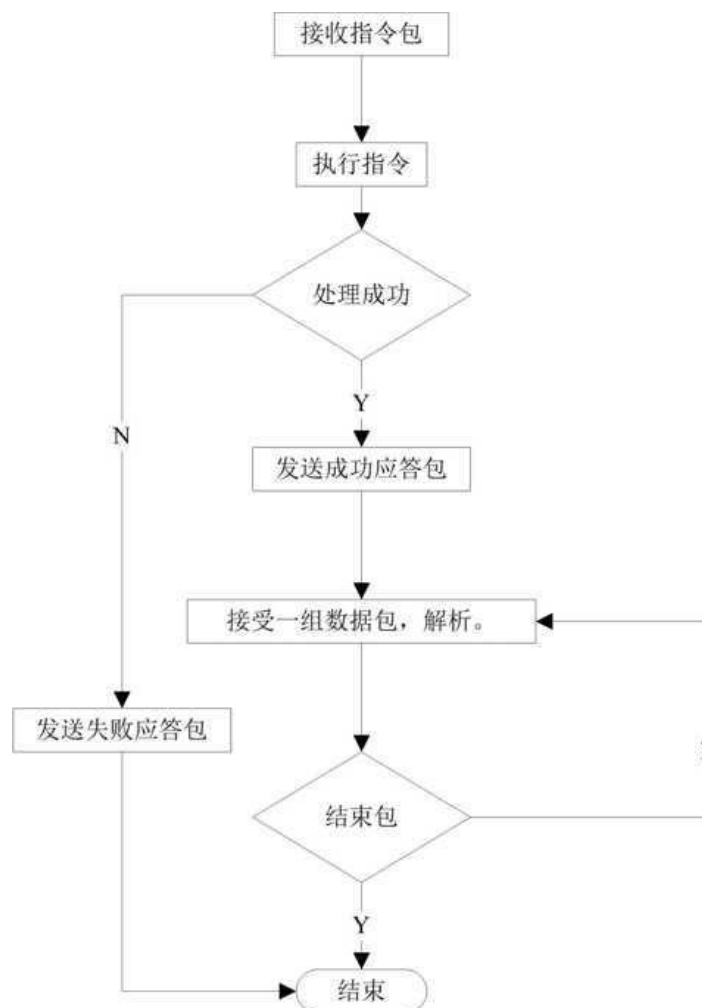 接收指令包
执行指令
处理成功
Y
N
发送成功应答包
接受一组数据包，解析。
发送失败应答包
结束包
Y
结束